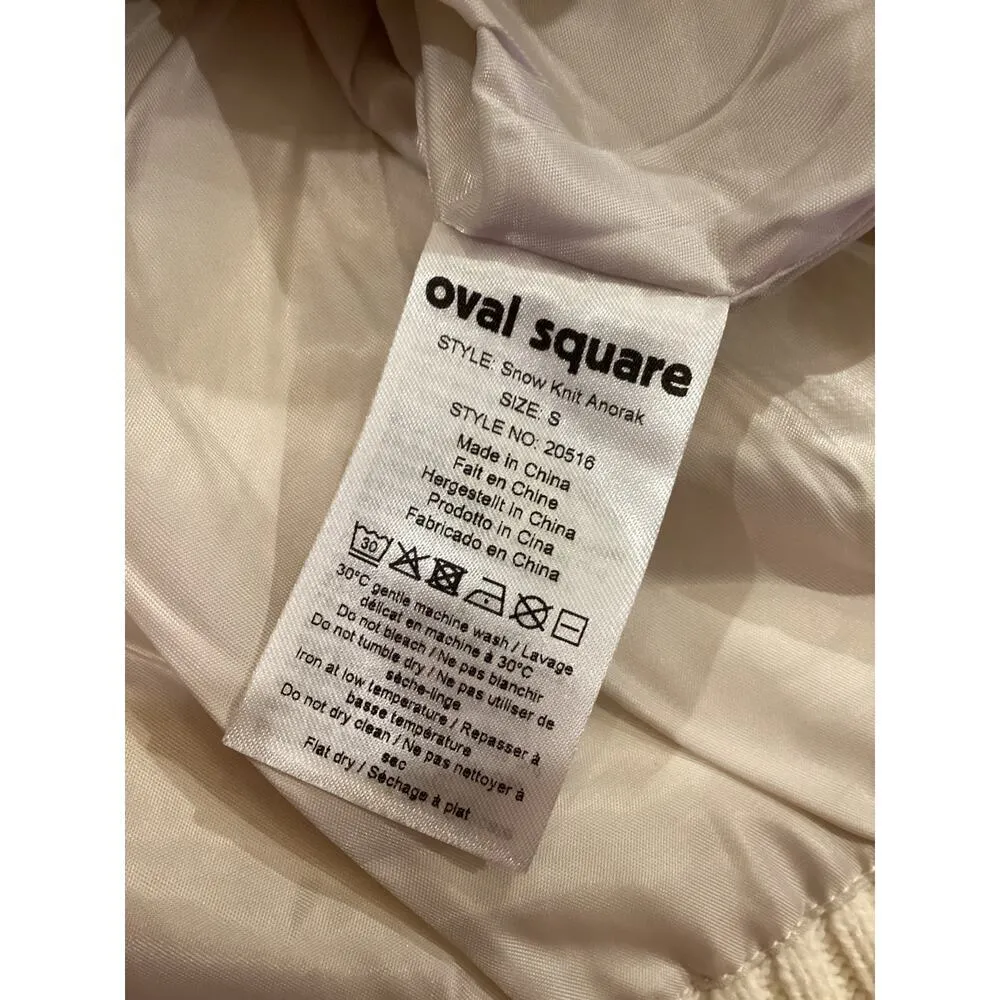 oval square
STYLE: Snow Knit Anorak
SIZE: S
STYLE NO: 20516
Made in China
Fait en Chine
Hergestellt in China
Prodotto in Cina
Fabricado en China
30
30°C gentle machine wash / Lavage
délicat en machine à 30°C
Do not bleach / Ne pas blanchir
Do not tumble dry / Ne pas utiliser de
sèche-linge
Iron at low temperature / Repasser à
basse température
Do not dry clean / Ne pas nettoyer à
sec
Flat dry / Séchage à plat